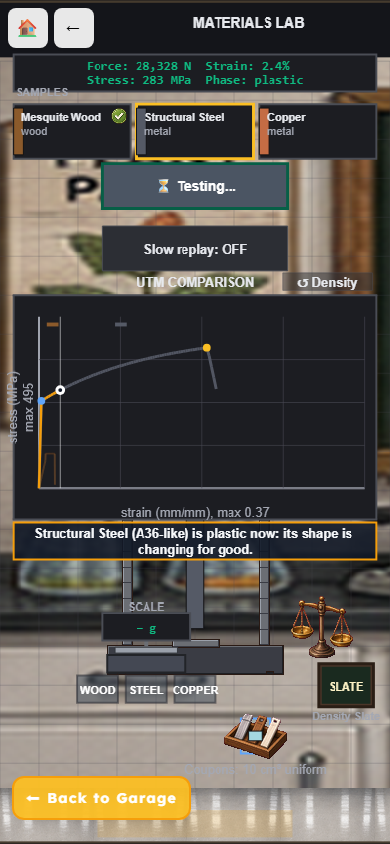 ←
MATERIALS LAB
Force: 28,328 N Strain: 2.4%
Stress: 283 MPa Phase: plastic
SAMPLES
Mesquite Wood
wood
Structural Steel
metal
Copper
metal
⏳ Testing...
Slow replay: OFF
UTM COMPARISON
↺ Density
stress (MPa)
max 495
strain (mm/mm), max 0.37
Structural Steel (A36-like) is plastic now: its shape is
changing for good.
SCALE
— g
WOOD STEEL COPPER
SLATE
Density Slate
← Back to Garage